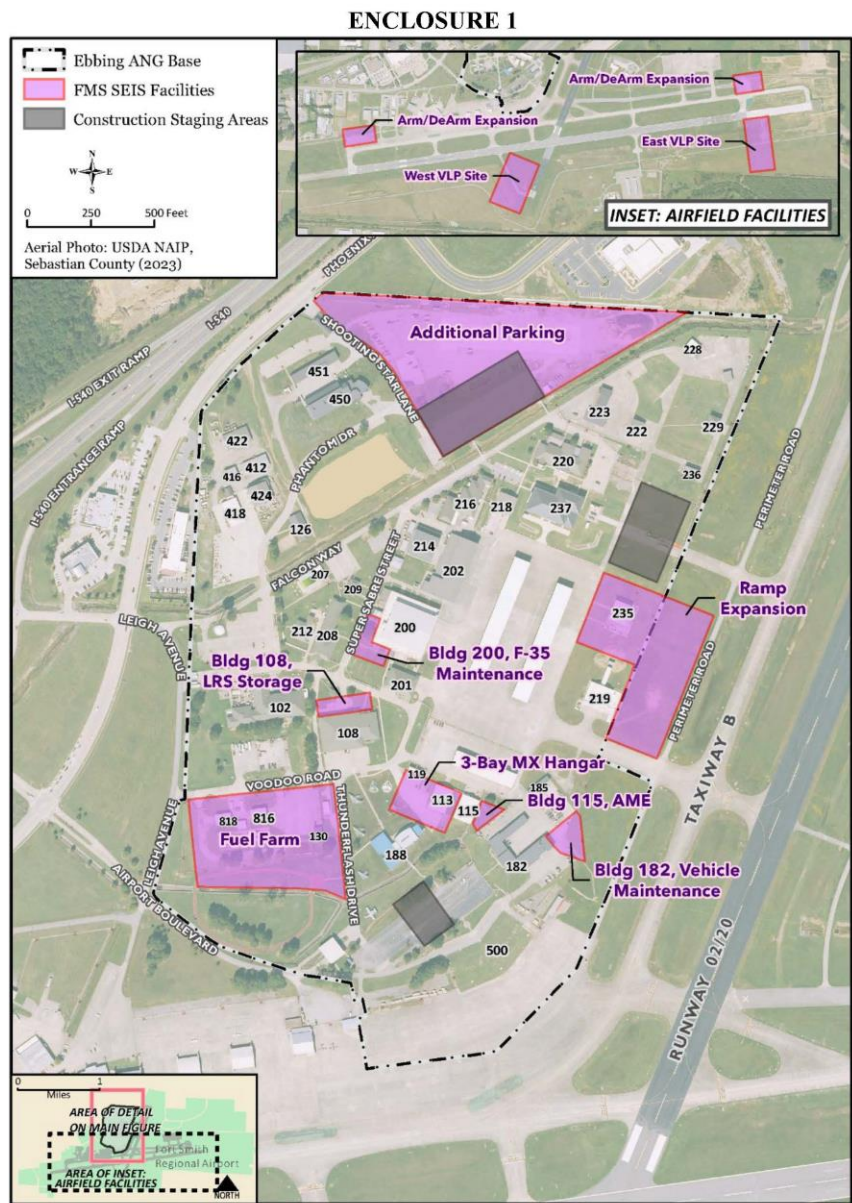 ENCLOSURE 1
Ebbing ANG Base
FMS SEIS Facilities
Construction Staging Areas
N
W E
S
0 250 500 Feet
Aerial Photo: USDA NAIP,
Sebastian County (2023)
Arm/DeArm Expansion
Arm/DeArm Expansion
East VLP Site
West VLP Site
INSET: AIRFIELD FACILITIES
PHOENIX
I-540
I-540 EXIT RAMP
I-540 ENTRANCE RAMP
SHOOTING STAR LANE
Additional Parking
228
451
450
223
222
229
422
412
416
424
418
PHANTOM DR
220
236
PERIMETER ROAD
126
216
218
237
FALCON WAY
SUPER SABRE STREET
214
202
207
209
LEIGH AVENUE
212
208
200
235
Ramp
Expansion
Bldg 200, F-35
Maintenance
Bldg 108,
LRS Storage
201
219
PERIMETER ROAD
102
108
TAXIWAY B
VOODOO ROAD
3-Bay MX Hangar
119
113
115
185
Bldg 115, AME
818
816
130
Fuel Farm
THUNDERFLASH DRIVE
188
182
Bldg 182, Vehicle
Maintenance
LEIGH AVENUE
AIRPORT BOULEVARD
500
RUNWAY 02/20
0 1
Miles
AREA OF DETAIL
ON MAIN FIGURE
Fort Smith
Regional Airport
AREA OF INSET:
AIRFIELD FACILITIES
NORTH